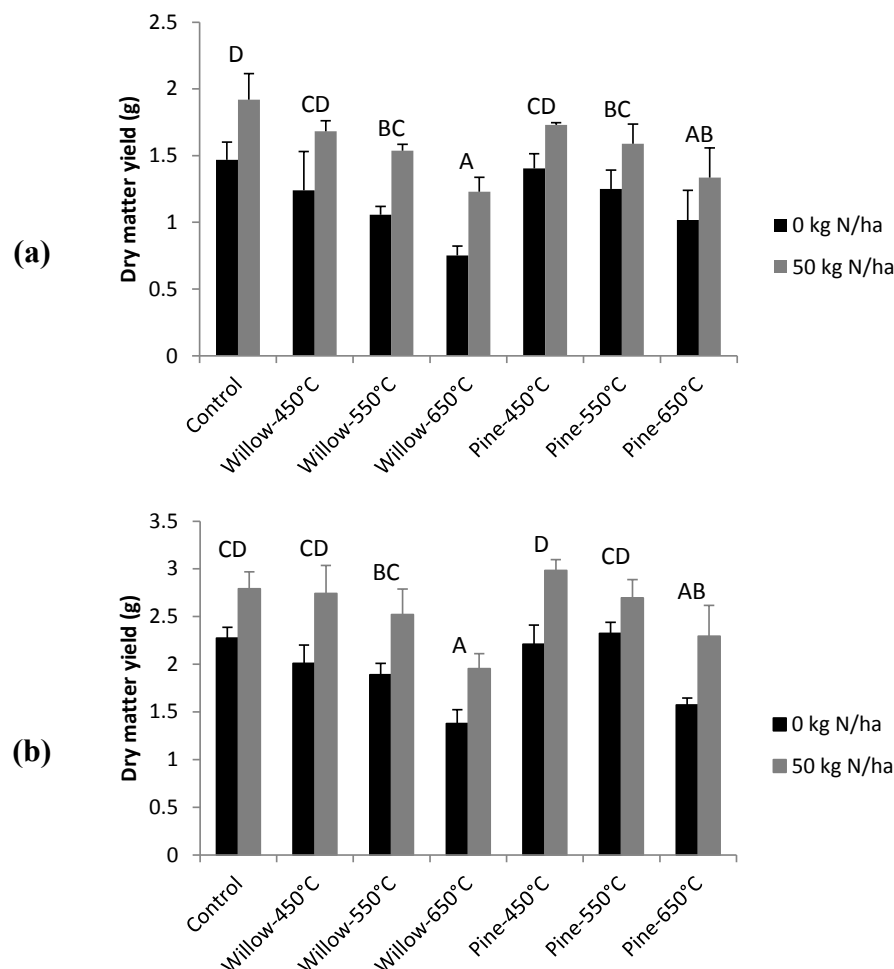 (a)
Dry matter yield (g)
2.5
2
1.5
1
0.5
0
D
CD
BC
A
CD
BC
AB
Control
Willow-450°C
Willow-550°C
Willow-650°C
Pine-450°C
Pine-550°C
Pine-650°C
0 kg N/ha
50 kg N/ha
(b)
Dry matter yield (g)
3.5
3
2.5
2
1.5
1
0.5
0
CD
CD
BC
A
D
CD
AB
Control
Willow-450°C
Willow-550°C
Willow-650°C
Pine-450°C
Pine-550°C
Pine-650°C
0 kg N/ha
50 kg N/ha